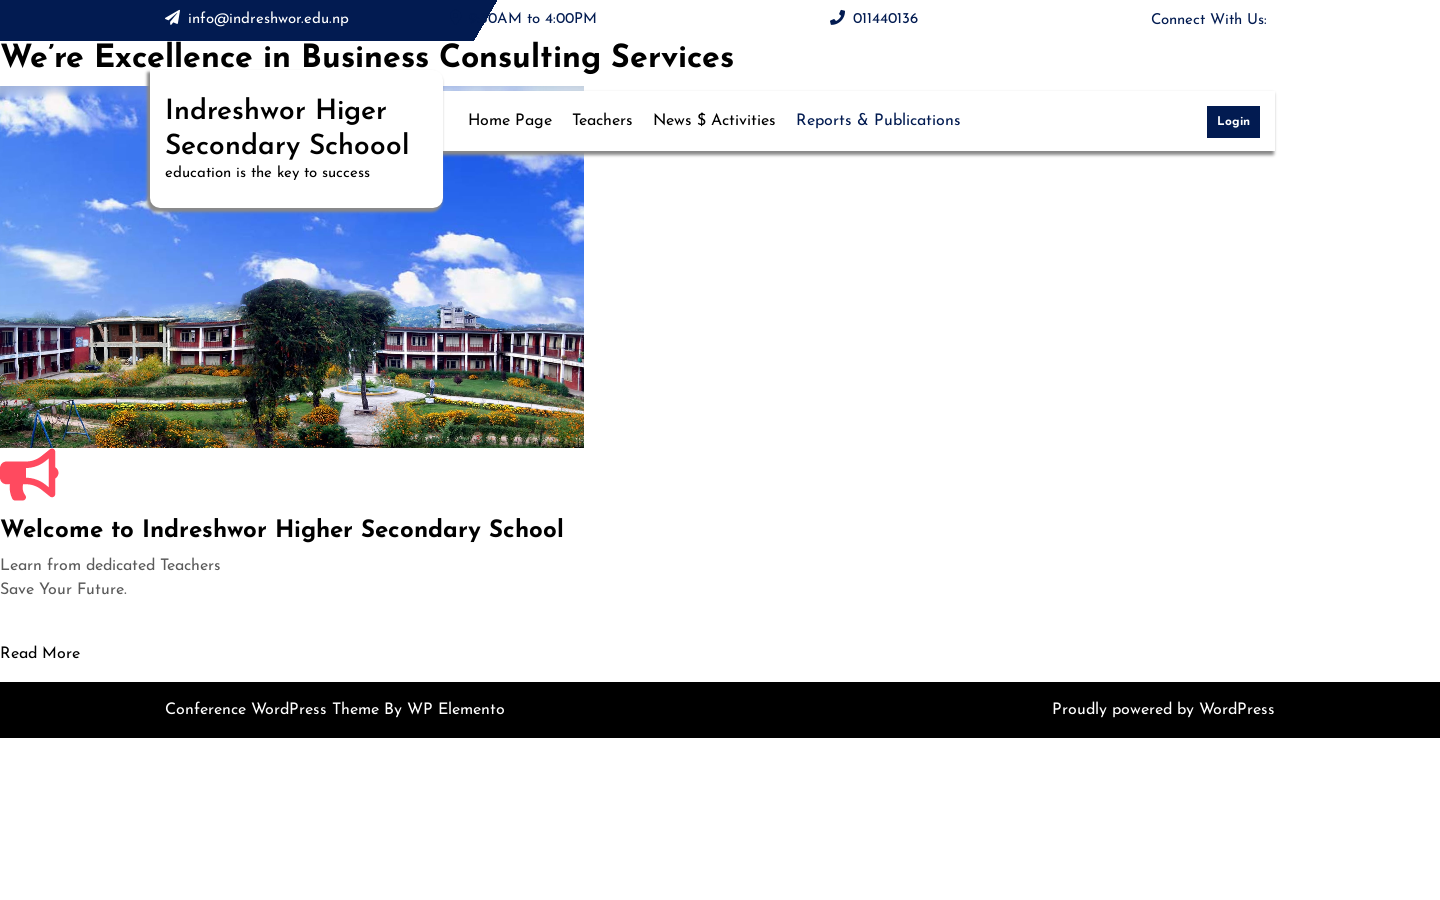 info@indreshwor.edu.np
0AM to 4:00PM
011440136
Connect With Us:
We're Excellence in Business Consulting Services
Indreshwor Higer
Secondary Schoool
education is the key to success
Home Page
Teachers
News $ Activities
Reports & Publications
Login
Welcome to Indreshwor Higher Secondary School
Learn from dedicated Teachers
Save Your Future.
Read More
Conference WordPress Theme By WP Elemento
Proudly powered by WordPress